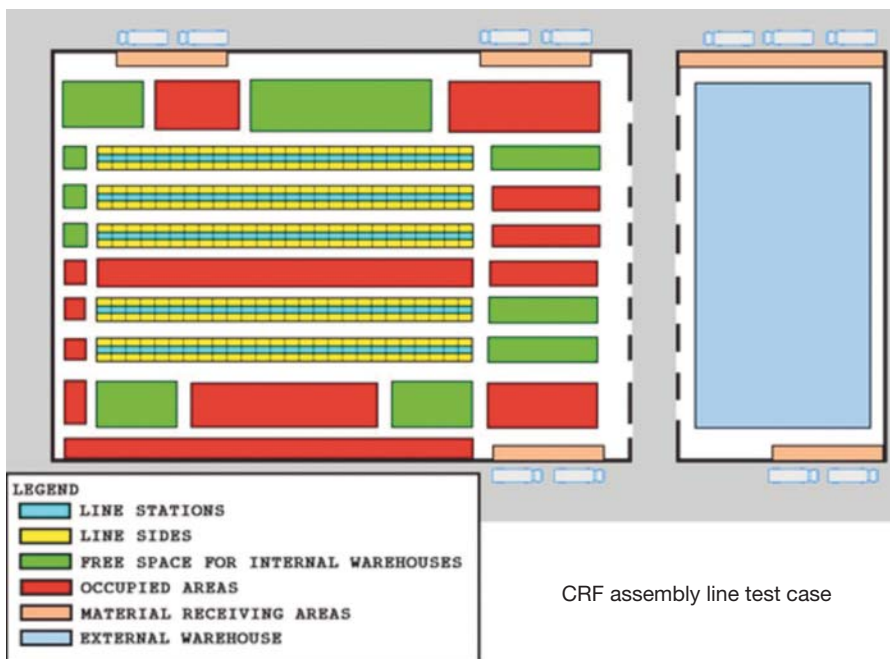 LEGEND
LINE STATIONS
LINE SIDES
FREE SPACE FOR INTERNAL WAREHOUSES
OCCUPIED AREAS
MATERIAL RECEIVING AREAS
EXTERNAL WAREHOUSE
CRF assembly line test case